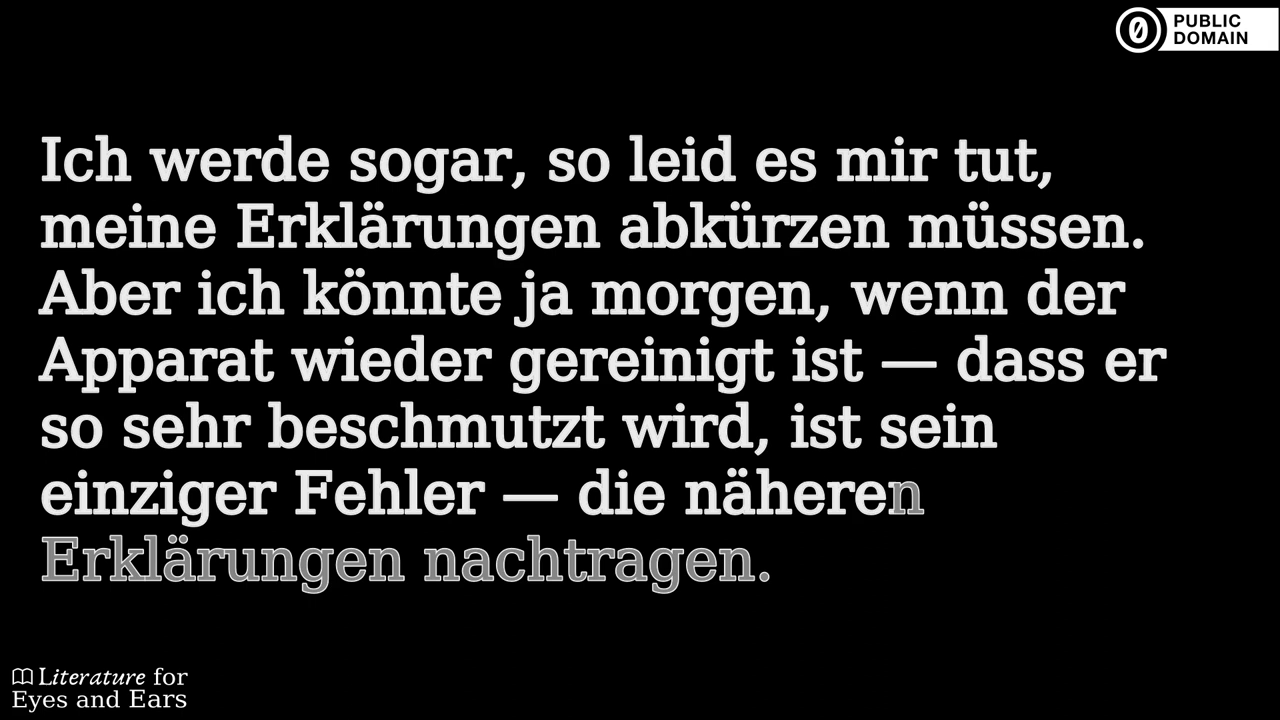 PUBLIC
DOMAIN
Ich werde sogar, so leid es mir tut,
meine Erklärungen abkürzen müssen.
Aber ich könnte ja morgen, wenn der
Apparat wieder gereinigt ist — dass er
so sehr beschmutzt wird, ist sein
einziger Fehler — die näheren
Erklärungen nachtragen.
Literature for
Eyes and Ears